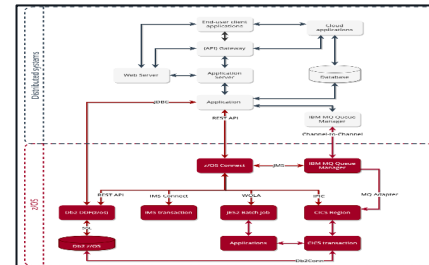 Distributed systems
End-user client
applications
Cloud
applications
(API) Gateway
Web Server
Application
Server
Database
JDBC
Application
IBM MQ Queue
Manager
REST API
Channel-to-Channel
z/OS
z/OS Connect
JMS
IBM MQ Queue
Manager
REST API
IMS Connect
WOLA
IPIC
MQ Adapter
Db2 DDF(z/os)
IMS Transaction
JES2 Batch Job
CICS Region
SQL
Db2 z/OS
Applications
CICS transaction
Db2Conn